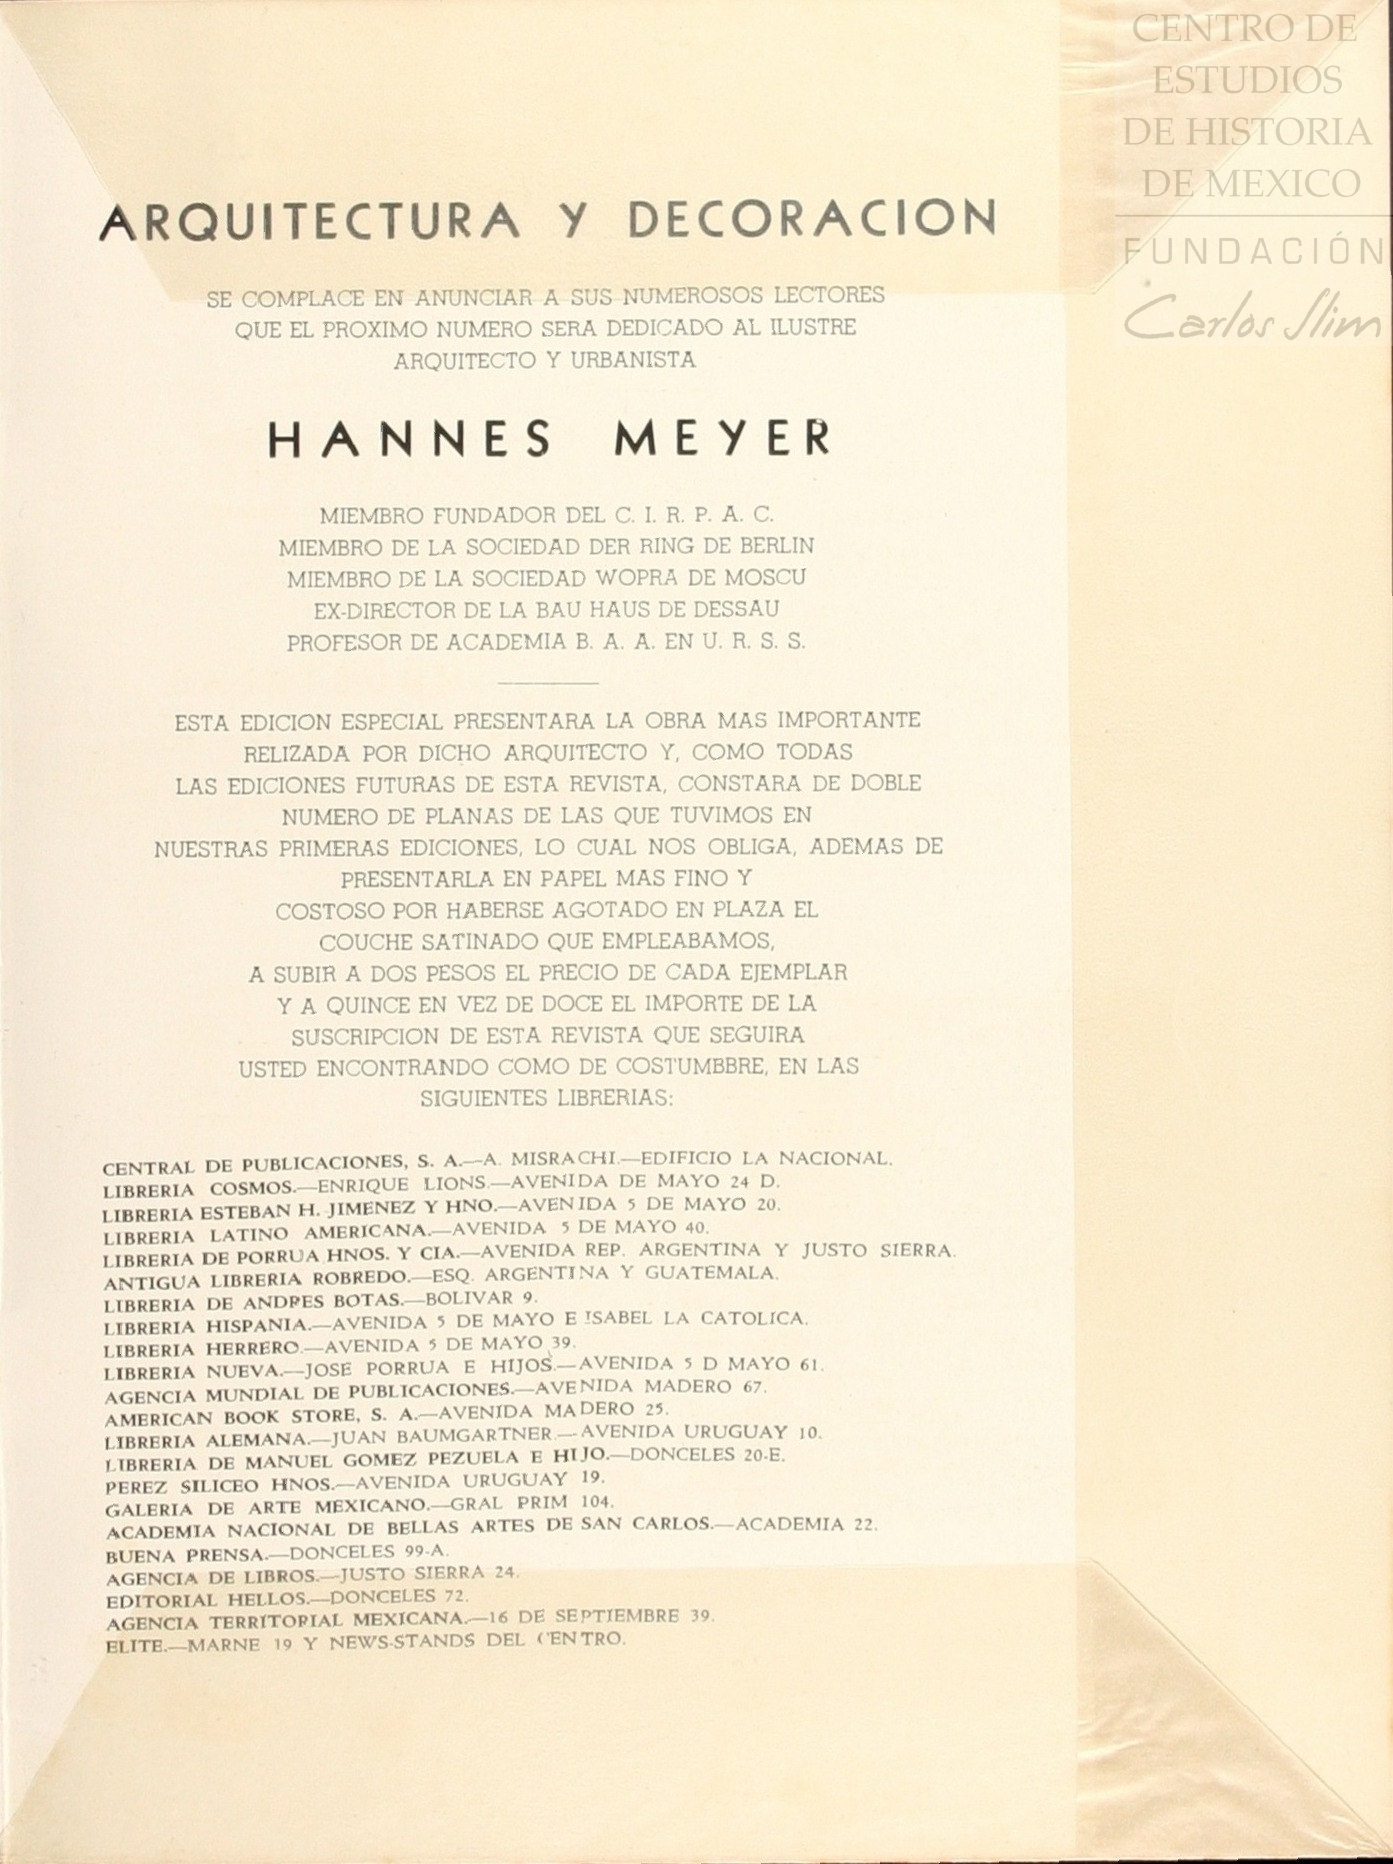 CENTRO DE
ESTUDIOS
DE HISTORIA
DE MEXICO
FUNDACIÓN
Carlos Slim
ARQUITECTURA Y DECORACION
SE COMPLACE EN ANUNCIAR A SUS NUMEROSOS LECTORES
QUE EL PROXIMO NUMERO SERA DEDICADO AL ILUSTRE
ARQUITECTO Y URBANISTA
HANNES MEYER
MIEMBRO FUNDADOR DEL C. I. R. P. A. C.
MIEMBRO DE LA SOCIEDAD DER RING DE BERLIN
MIEMBRO DE LA SOCIEDAD WOPRA DE MOSCU
EX-DIRECTOR DE LA BAU HAUS DE DESSAU
PROFESOR DE ACADEMIA B. A. A. EN U. R. S. S.
ESTA EDICION ESPECIAL PRESENTARA LA OBRA MAS IMPORTANTE
RELIZADA POR DICHO ARQUITECTO Y, COMO TODAS
LAS EDICIONES FUTURAS DE ESTA REVISTA, CONSTARA DE DOBLE
NUMERO DE PLANAS DE LAS QUE TUVIMOS EN
NUESTRAS PRIMERAS EDICIONES, LO CUAL NOS OBLIGA, ADEMAS DE
PRESENTARLA EN PAPEL MAS FINO Y
COSTOSO POR HABERSE AGOTADO EN PLAZA EL
COUCHE SATINADO QUE EMPLEABAMOS,
A SUBIR A DOS PESOS EL PRECIO DE CADA EJEMPLAR
Y A QUINCE EN VEZ DE DOCE EL IMPORTE DE LA
SUSCRIPCION DE ESTA REVISTA QUE SEGUIRA
USTED ENCONTRANDO COMO DE COSTUMBBRE, EN LAS
SIGUIENTES LIBRERIAS:
CENTRAL DE PUBLICACIONES, S. A.—A. MISRACHI.—EDIFICIO LA NACIONAL.
LIBRERIA COSMOS.—ENRIQUE LIONS.—AVENIDA DE MAYO 24 D.
LIBRERIA ESTEBAN H. JIMENEZ Y HNO.—AVENIDA 5 DE MAYO 20.
LIBRERIA LATINO AMERICANA.—AVENIDA 5 DE MAYO 40.
LIBRERIA DE PORRUA HNOS. Y CIA.—AVENIDA REP. ARGENTINA Y JUSTO SIERRA.
ANTIGUA LIBRERIA ROBREDO.—ESQ. ARGENTINA Y GUATEMALA.
LIBRERIA DE ANDRES BOTAS.—BOLIVAR 9.
LIBRERIA HISPANIA.—AVENIDA 5 DE MAYO E ISABEL LA CATOLICA.
LIBRERIA HERRERO.—AVENIDA 5 DE MAYO 39.
LIBRERIA NUEVA.—JOSE PORRUA E HIJOS.—AVENIDA 5 D MAYO 61.
AGENCIA MUNDIAL DE PUBLICACIONES.—AVENIDA MADERO 67.
AMERICAN BOOK STORE, S. A.—AVENIDA MADERO 25.
LIBRERIA ALEMANA.—JUAN BAUMGARTNER.—AVENIDA URUGUAY 10.
LIBRERIA DE MANUEL GOMEZ PEZUELA E HIJO.—DONCELES 20-E.
PEREZ SILICEO HNOS.—AVENIDA URUGUAY 19.
GALERIA DE ARTE MEXICANO.—GRAL PRIM 104.
ACADEMIA NACIONAL DE BELLAS ARTES DE SAN CARLOS.—ACADEMIA 22.
BUENA PRENSA.—DONCELES 99-A.
AGENCIA DE LIBROS.—JUSTO SIERRA 24.
EDITORIAL HELLOS.—DONCELES 72.
AGENCIA TERRITORIAL MEXICANA.—16 DE SEPTIEMBRE 39.
ELITE.—MARNE 19 Y NEWS-STANDS DEL CENTRO.